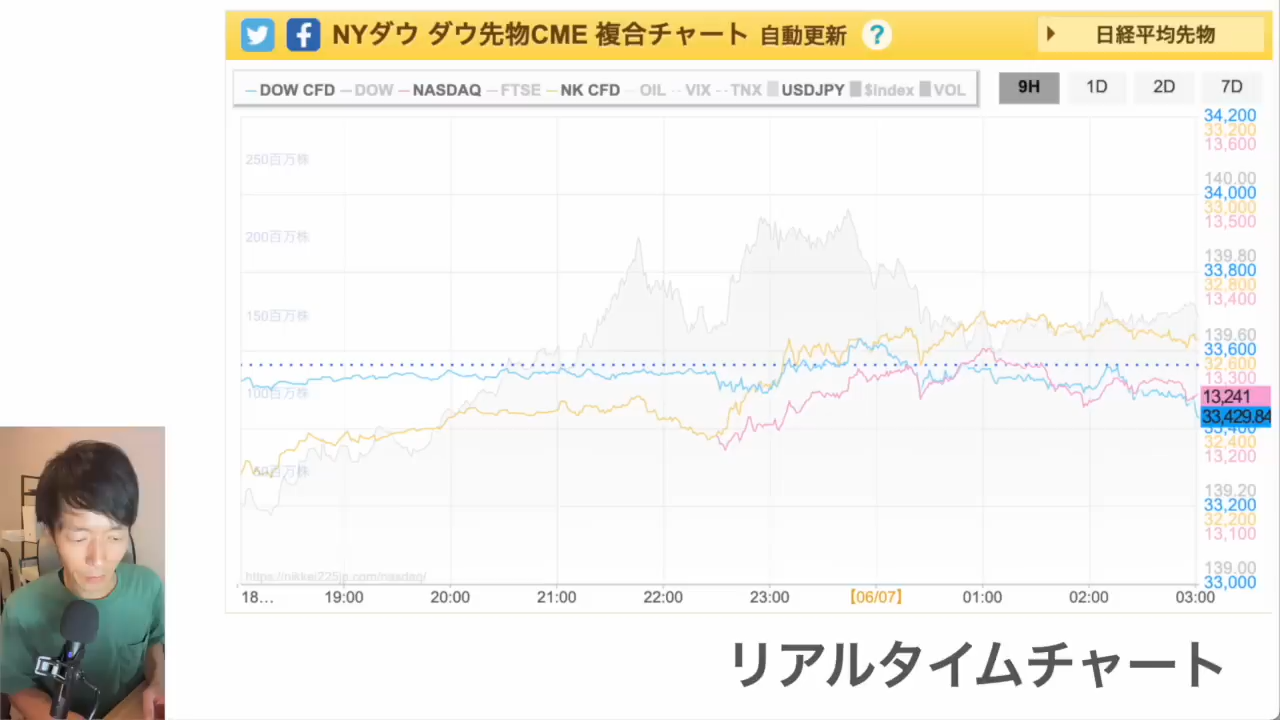 NYダウ ダウ先物CME 複合チャート 自動更新 ?
日経平均先物
DOW CFD DOW NASDAQ FTSE NK CFD OIL VIX TNX USDJPY $Index VOL
9H 1D 2D 7D
34,200
33,200
13,600
250百万株
140.00
34,000
33,000
13,500
200百万株
139.80
33,800
32,800
13,400
150百万株
139.60
33,600
32,600
13,300
100百万株
13,241
33,429.84
33,400
32,400
13,200
50百万株
139.20
33,200
32,200
13,100
139.00
33,000
https://nikkei225jp.com/nasdaq/
18... 19:00 20:00 21:00 22:00 23:00 【06/07】 01:00 02:00 03:00
リアルタイムチャート